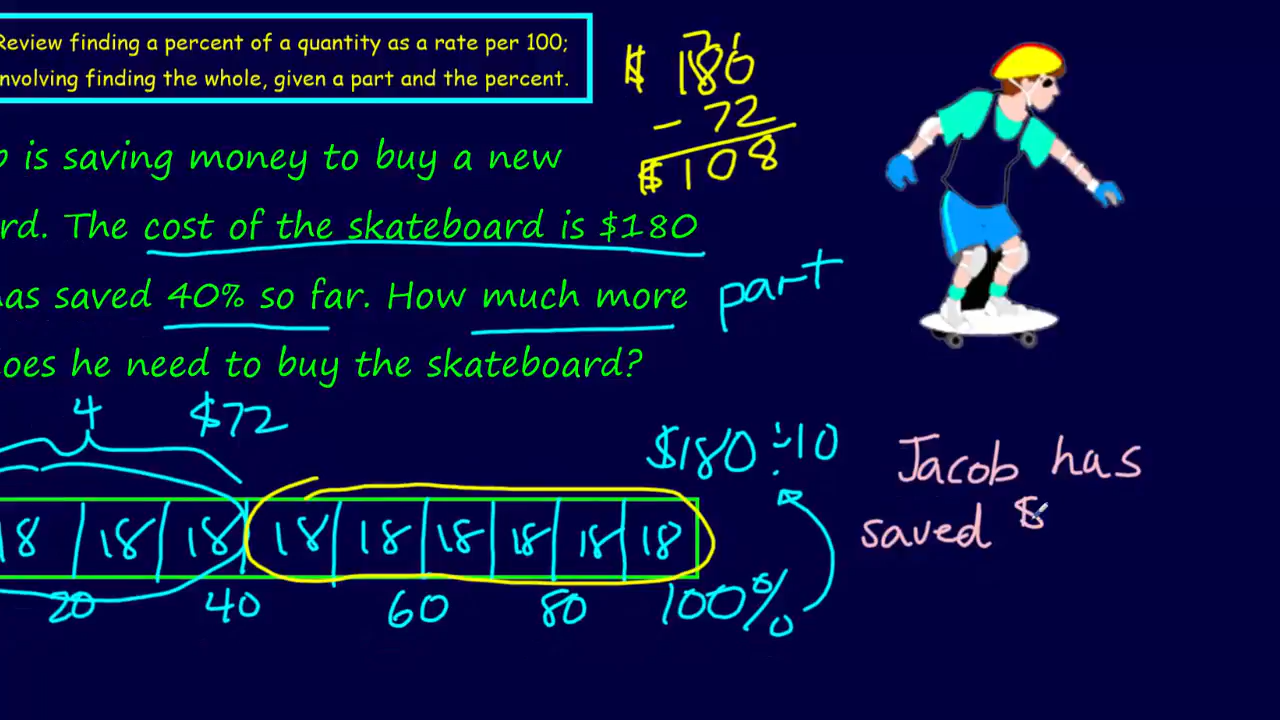 Review finding a percent of a quantity as a rate per 100;
nvolving finding the whole, given a part and the percent.
$ 180
7 1
- 72
$ 108
is saving money to buy a new
rd. The cost of the skateboard is $180
as saved 40% so far. How much more
part
oes he need to buy the skateboard?
4 $72
$180 ÷ 10
Jacob has
saved $
18 18 18 18 18 18 18 18 18
20 40 60 80 100%